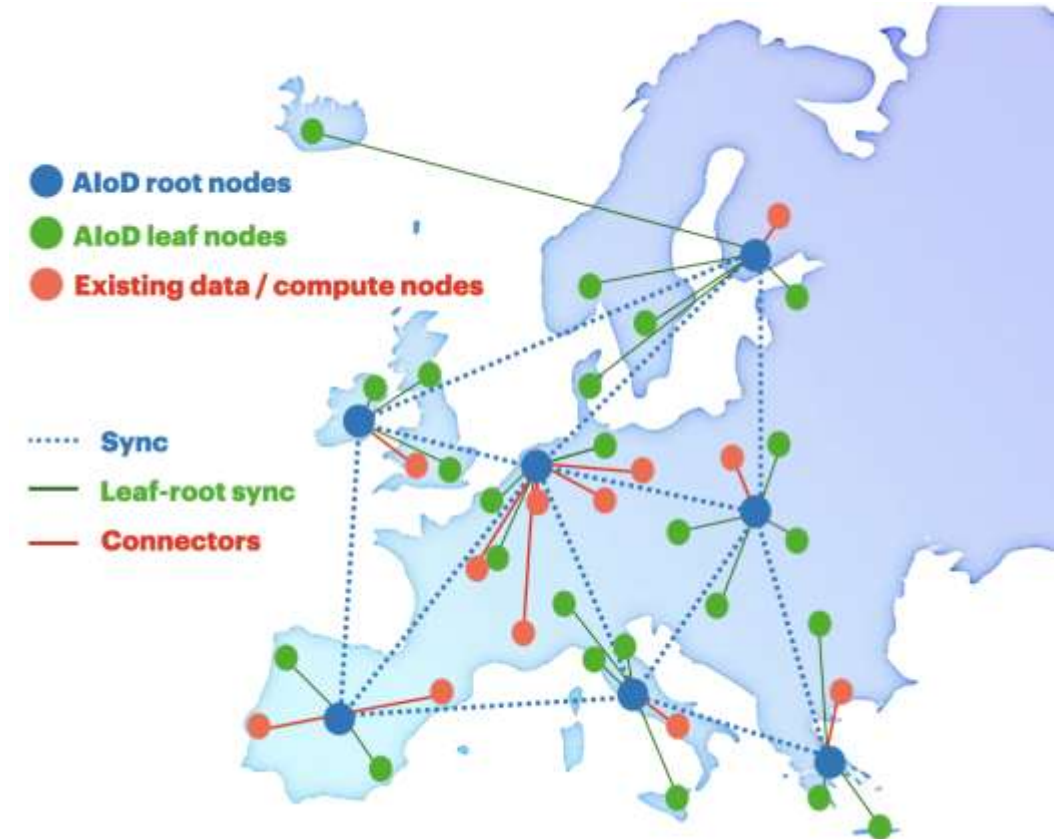 AIoD root nodes
AIoD leaf nodes
Existing data / compute nodes
Sync
Leaf-root sync
Connectors